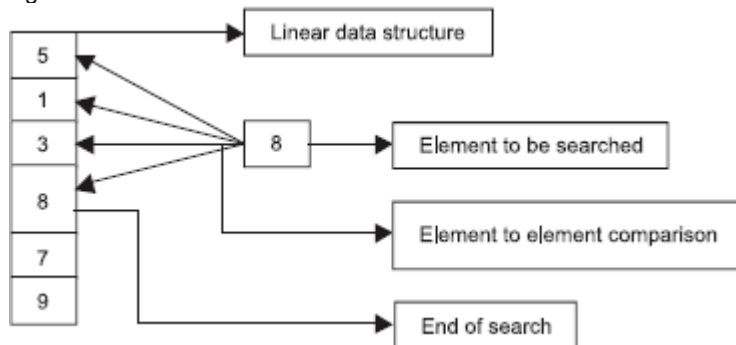 Linear data structure
5
1
3
8
Element to be searched
8
Element to element comparison
7
9
End of search